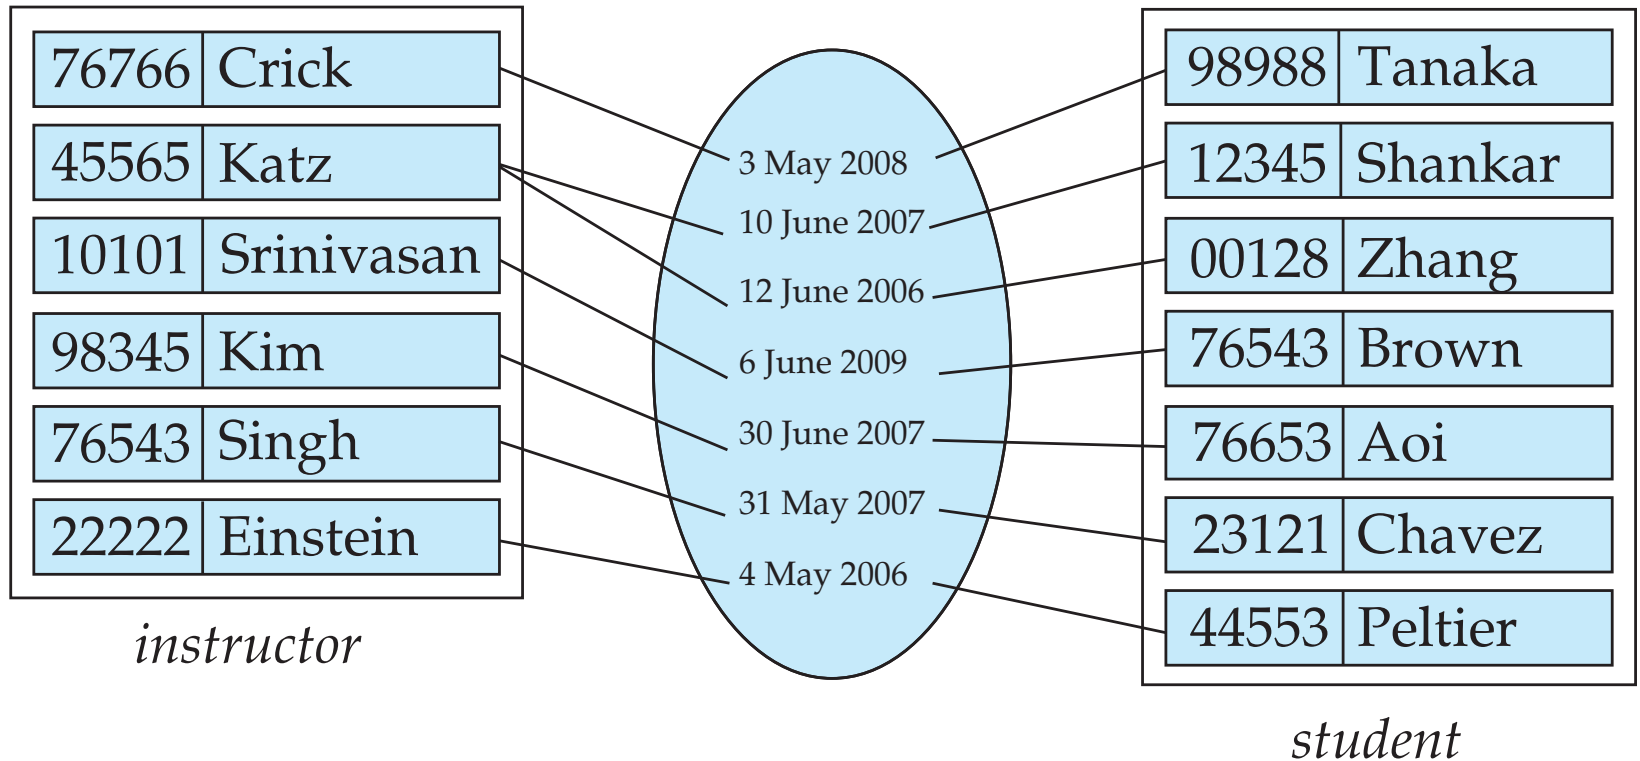 76766 Crick
45565 Katz
10101 Srinivasan
98345 Kim
76543 Singh
22222 Einstein
instructor
3 May 2008
10 June 2007
12 June 2006
6 June 2009
30 June 2007
31 May 2007
4 May 2006
98988 Tanaka
12345 Shankar
00128 Zhang
76543 Brown
76653 Aoi
23121 Chavez
44553 Peltier
student